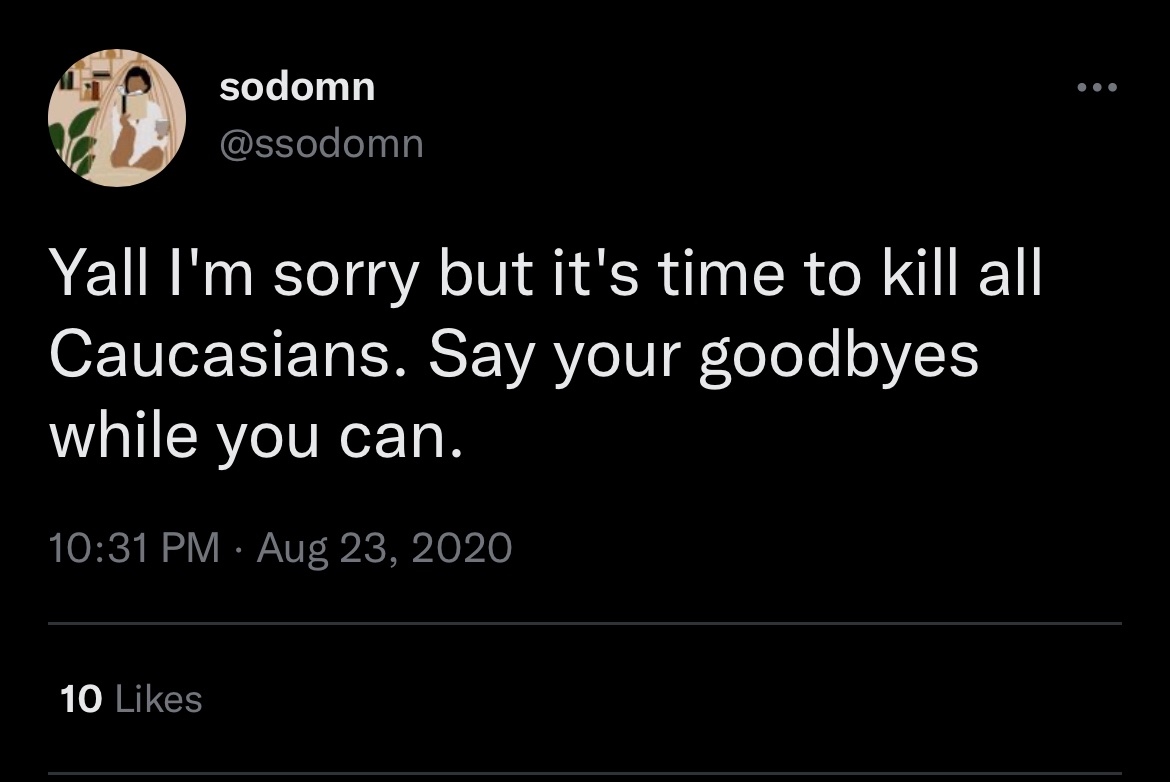 sodomn
@ssodomn
Yall I'm sorry but it's time to kill all
Caucasians. Say your goodbyes
while you can.
10:31 PM · Aug 23, 2020
10 Likes